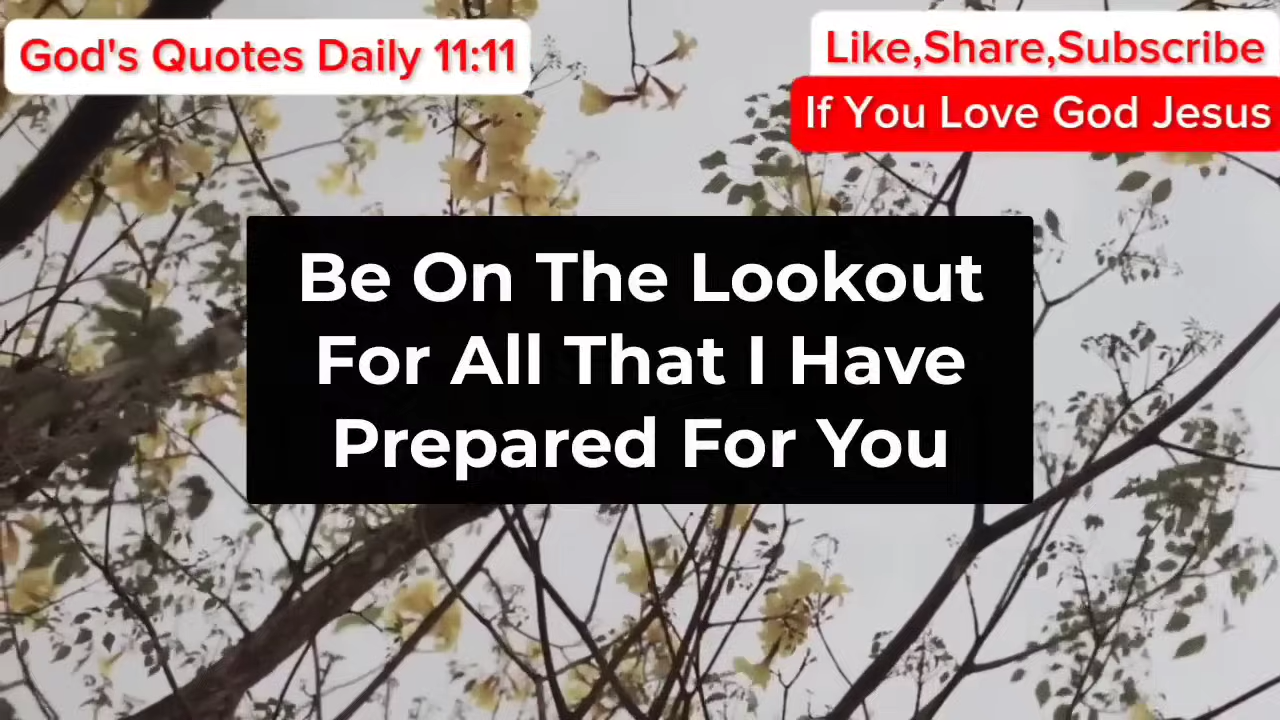 God's Quotes Daily 11:11
Like,Share,Subscribe
If You Love God Jesus
Be On The Lookout
For All That I Have
Prepared For You